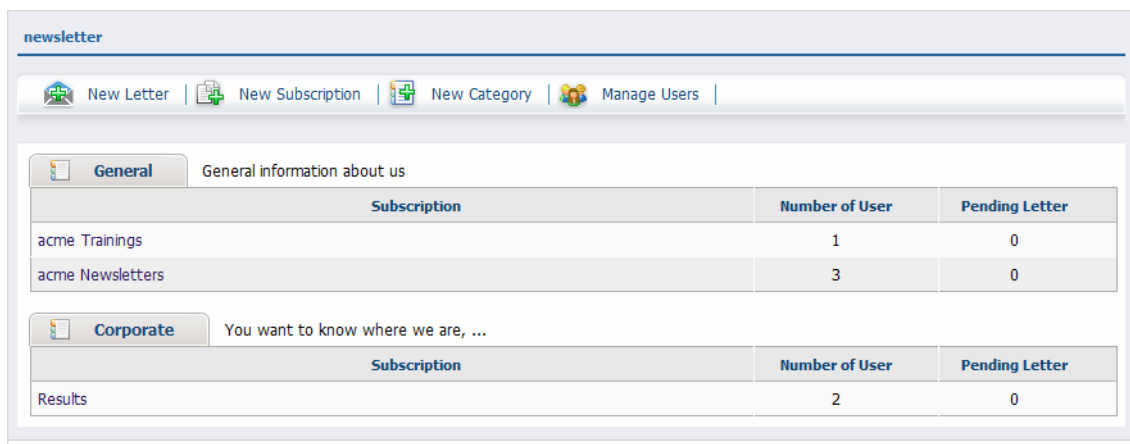 newsletter
New Letter | New Subscription | New Category | Manage Users |
General General information about us
Subscription Number of User Pending Letter
acme Trainings 1 0
acme Newsletters 3 0
Corporate You want to know where we are, ...
Subscription Number of User Pending Letter
Results 2 0